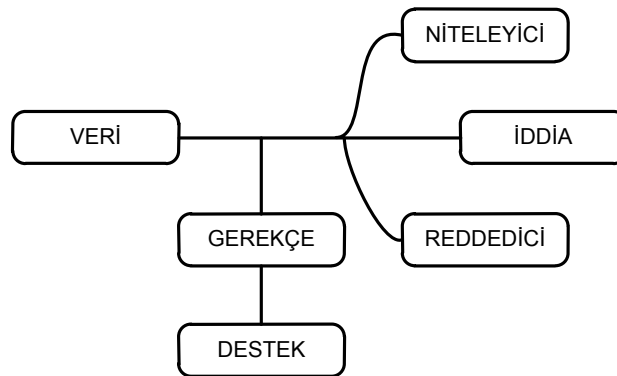 NİTELEYİCİ
VERİ
İDDİA
GEREKÇE
REDDEDİCİ
DESTEK